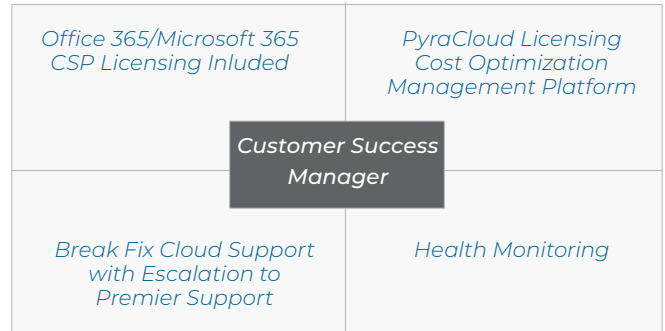 Office 365/Microsoft 365
CSP Licensing Inluded
PyraCloud Licensing
Cost Optimization
Management Platform
Customer Success
Manager
Break Fix Cloud Support
with Escalation to
Premier Support
Health Monitoring